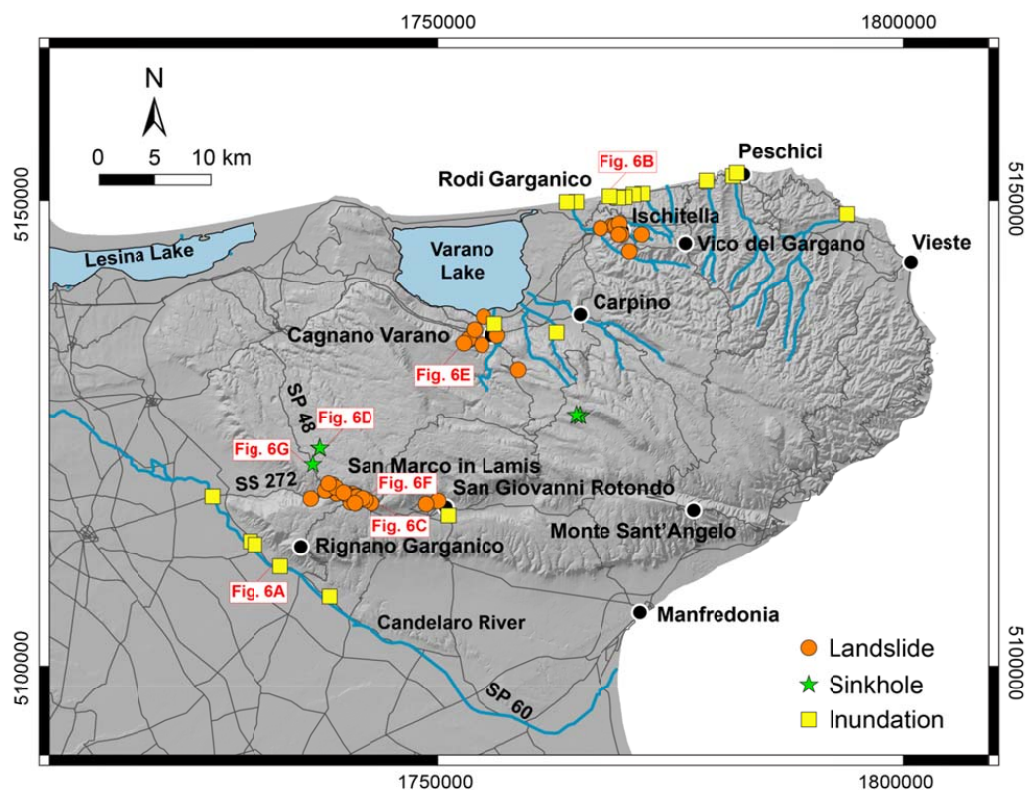 1750000
1800000
N
0 5 10 km
Peschici
Fig. 6B
Rodi Garganico
5150000
5150000
Ischitella
Vico del Gargano
Vieste
Varano
Lake
Lesina Lake
Carpino
Cagnano Varano
Fig. 6E
SP 48
Fig. 6D
Fig. 6G
San Marco in Lamis
SS 272
Fig. 6F
San Giovanni Rotondo
Fig. 6C
Monte Sant'Angelo
Rignano Garganico
Fig. 6A
Candelaro River
Manfredonia
Landslide
Sinkhole
Inundation
SP 60
5100000
5100000
1750000
1800000